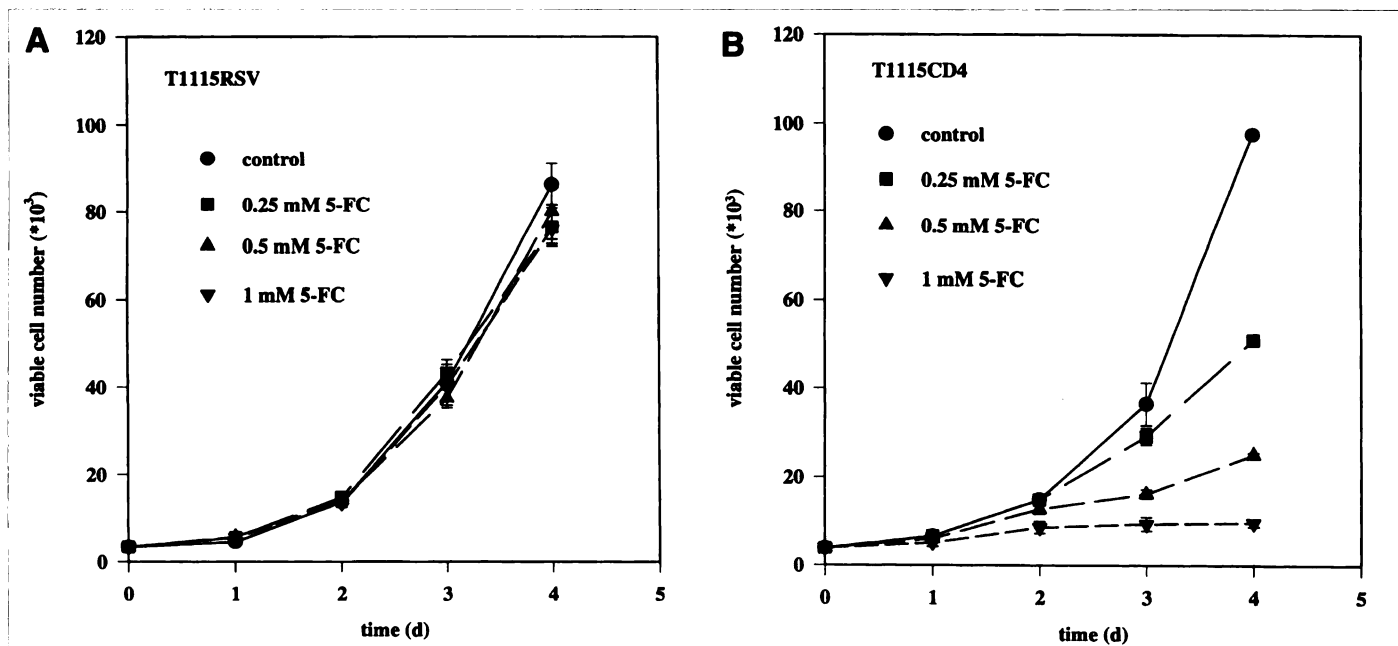 A
T1115RSV
control
0.25 mM 5-FC
0.5 mM 5-FC
1 mM 5-FC
viable cell number (*10³)
120
100
80
60
40
20
0
0 1 2 3 4 5
time (d)
B
T1115CD4
control
0.25 mM 5-FC
0.5 mM 5-FC
1 mM 5-FC
viable cell number (*10³)
120
100
80
60
40
20
0
0 1 2 3 4 5
time (d)